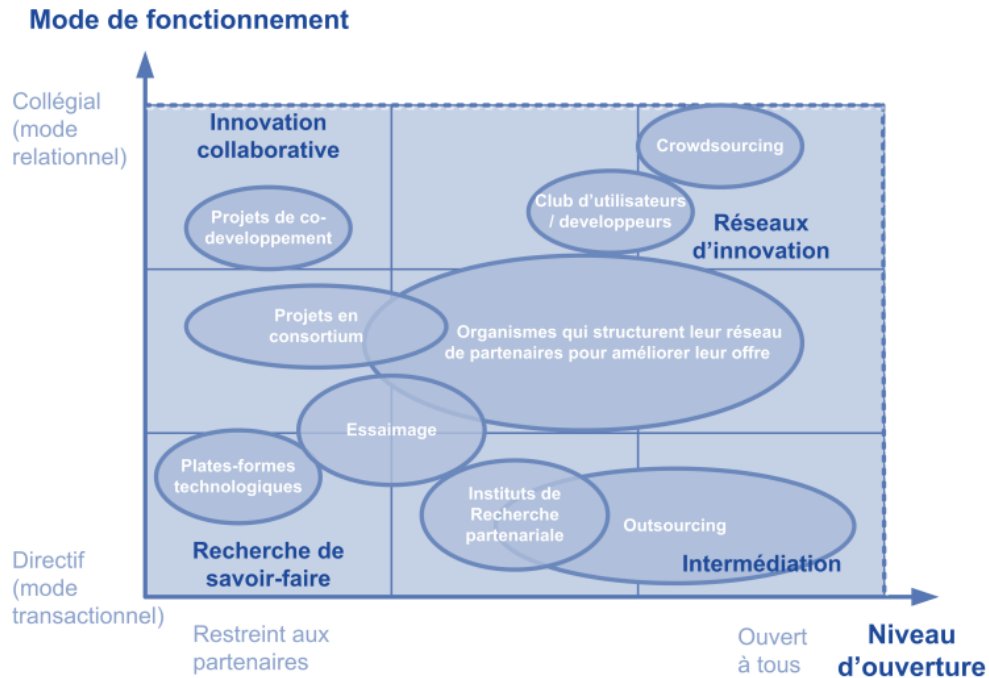 Mode de fonctionnement
Collégial
(mode
relationnel)
Innovation
collaborative
Crowdsourcing
Projets de co-
developpement
Club d'utilisateurs
/ developpeurs
Réseaux
d'innovation
Projets en
consortium
Organismes qui structurent leur réseau
de partenaires pour améliorer leur offre
Essaimage
Plates-formes
technologiques
Instituts de
Recherche
partenariale
Outsourcing
Recherche de
savoir-faire
Intermédiation
Directif
(mode
transactionnel)
Restreint aux
partenaires
Ouvert
à tous
Niveau
d'ouverture